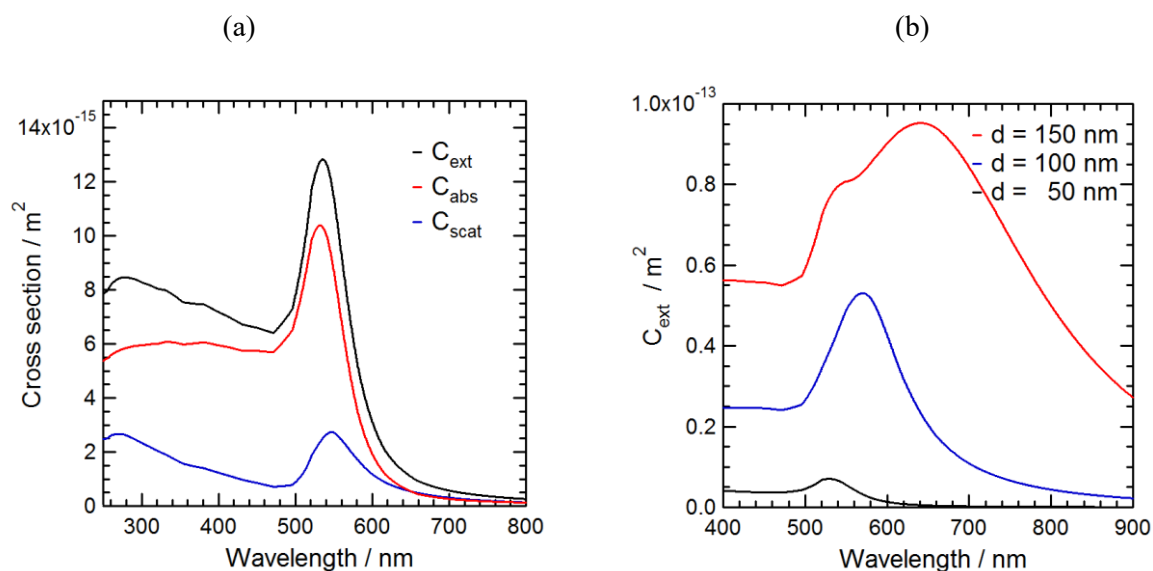 (a)
(b)
Cross section / m²
14x10⁻¹⁵
12
10
8
6
4
2
0
300 400 500 600 700 800
Wavelength / nm
C_ext
C_abs
C_scat
C_ext / m²
1.0x10⁻¹³
0.8
0.6
0.4
0.2
0.0
400 500 600 700 800 900
Wavelength / nm
d = 150 nm
d = 100 nm
d = 50 nm